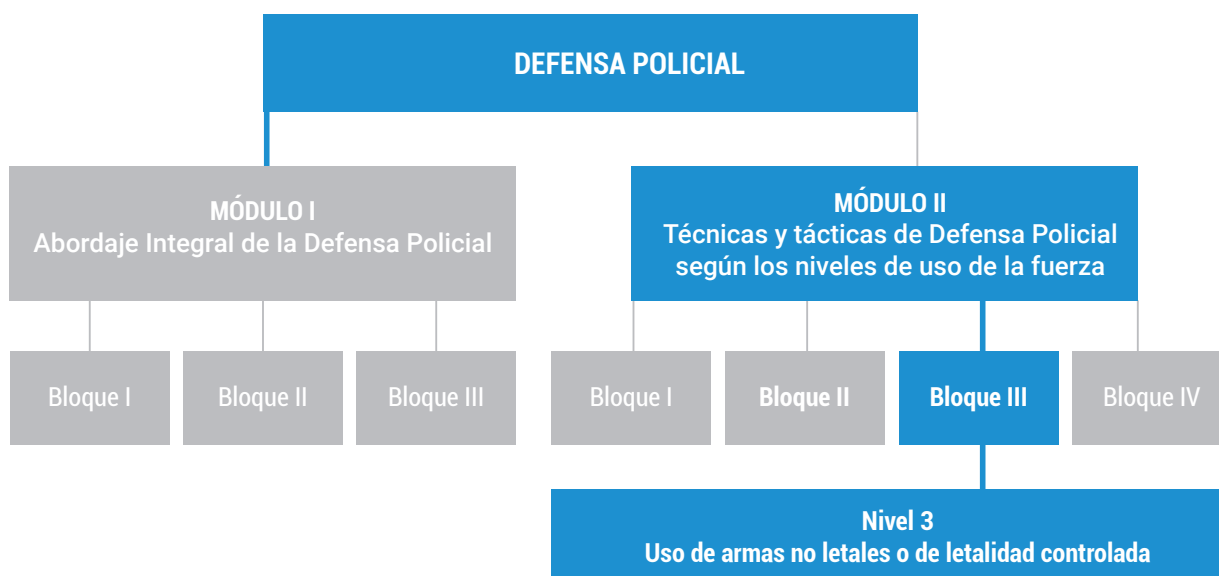 DEFENSA POLICIAL
MÓDULO I
Abordaje Integral de la Defensa Policial
MÓDULO II
Técnicas y tácticas de Defensa Policial
según los niveles de uso de la fuerza
Bloque I
Bloque II
Bloque III
Bloque I
Bloque II
Bloque III
Bloque IV
Nivel 3
Uso de armas no letales o de letalidad controlada